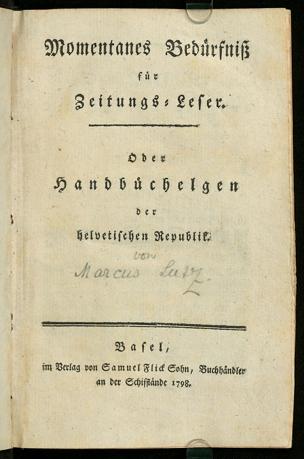 Momentanes Bedürfniß
für
Zeitungs-Leser.
Oder
Handbüchelgen
der
helvetischen Republik.
von
Marcus Lutz.
Basel,
im Verlag von Samuel Flick Sohn, Buchhändler
an der Schifslände 1798.